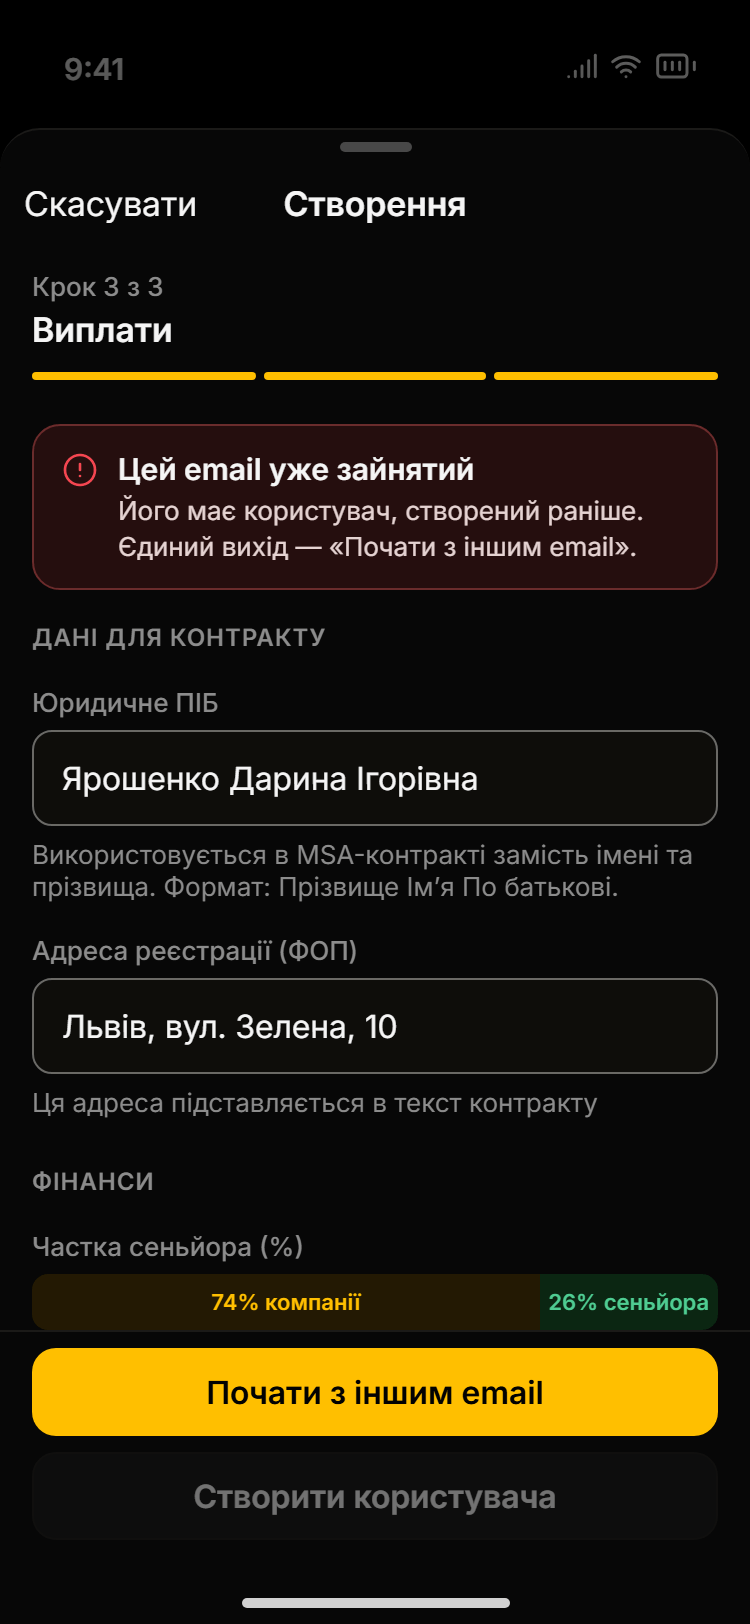 9:41
Скасувати
Створення
Крок 3 з 3
Виплати
Цей email уже зайнятий
Його має користувач, створений раніше.
Єдиний вихід — «Почати з іншим email».
ДАНІ ДЛЯ КОНТРАКТУ
Юридичне ПІБ
Ярошенко Дарина Ігорівна
Використовується в MSA-контракті замість імені та
прізвища. Формат: Прізвище Ім’я По батькові.
Адреса реєстрації (ФОП)
Львів, вул. Зелена, 10
Ця адреса підставляється в текст контракту
ФІНАНСИ
Частка сеньйора (%)
74% компанії
26% сеньйора
Почати з іншим email
Створити користувача